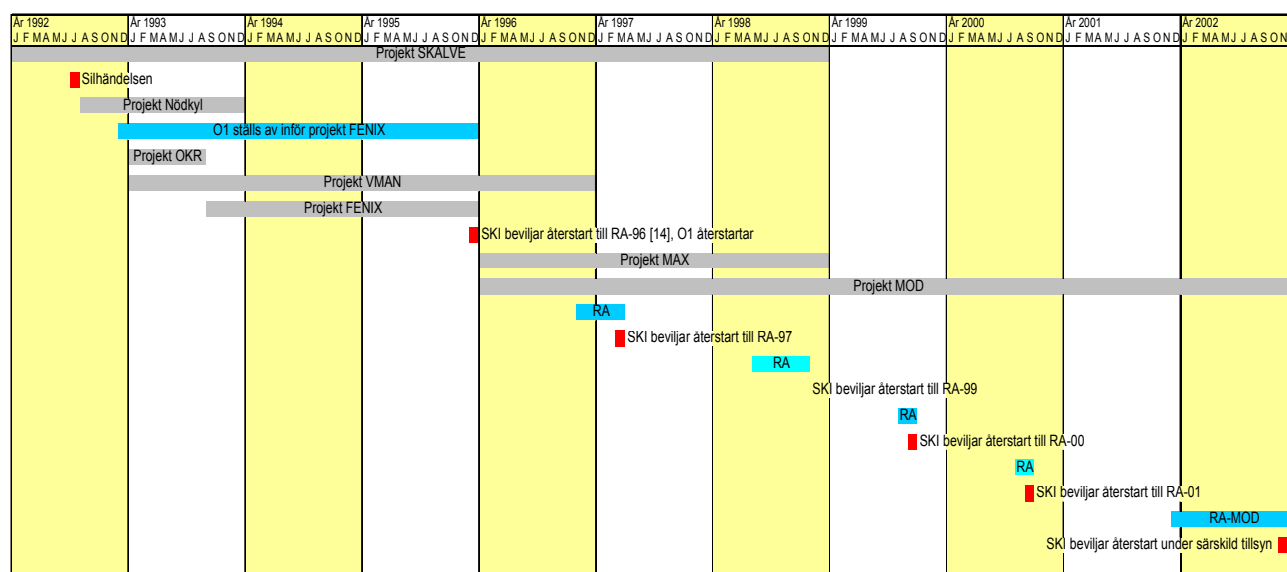 År 1992 År 1993 År 1994 År 1995 År 1996 År 1997 År 1998 År 1999 År 2000 År 2001 År 2002
J F M A M J J A S O N D J F M A M J J A S O N D J F M A M J J A S O N D J F M A M J J A S O N D J F M A M J J A S O N D J F M A M J J A S O N D J F M A M J J A S O N D J F M A M J J A S O N D J F M A M J J A S O N D J F M A M J J A S O N D J F M A M J J A S O N
Projekt SKALVE
Silhändelsen
Projekt Nödkyl
O1 ställs av inför projekt FENIX
Projekt OKR
Projekt VMAN
Projekt FENIX
SKI beviljar återstart till RA-96 [14], O1 återstartar
Projekt MAX
Projekt MOD
RA
SKI beviljar återstart till RA-97
RA
SKI beviljar återstart till RA-99
RA
SKI beviljar återstart till RA-00
RA
SKI beviljar återstart till RA-01
RA-MOD
SKI beviljar återstart under särskild tillsyn